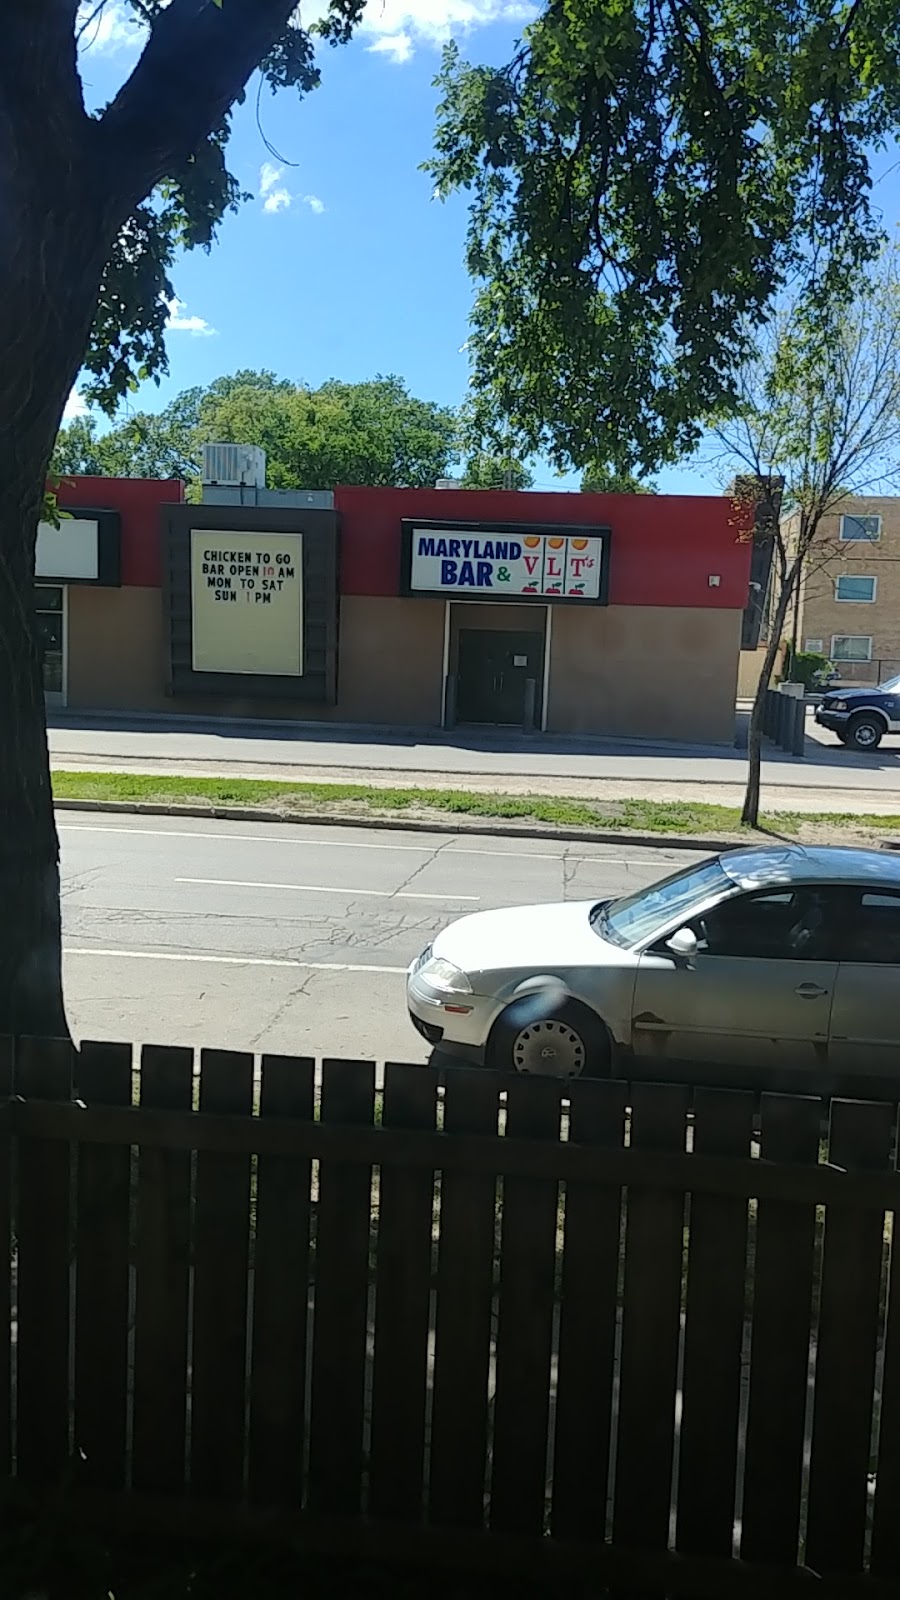 CHICKEN TO GO
BAR OPEN 10 AM
MON TO SAT
SUN 1 PM
MARYLAND
BAR & VLT's